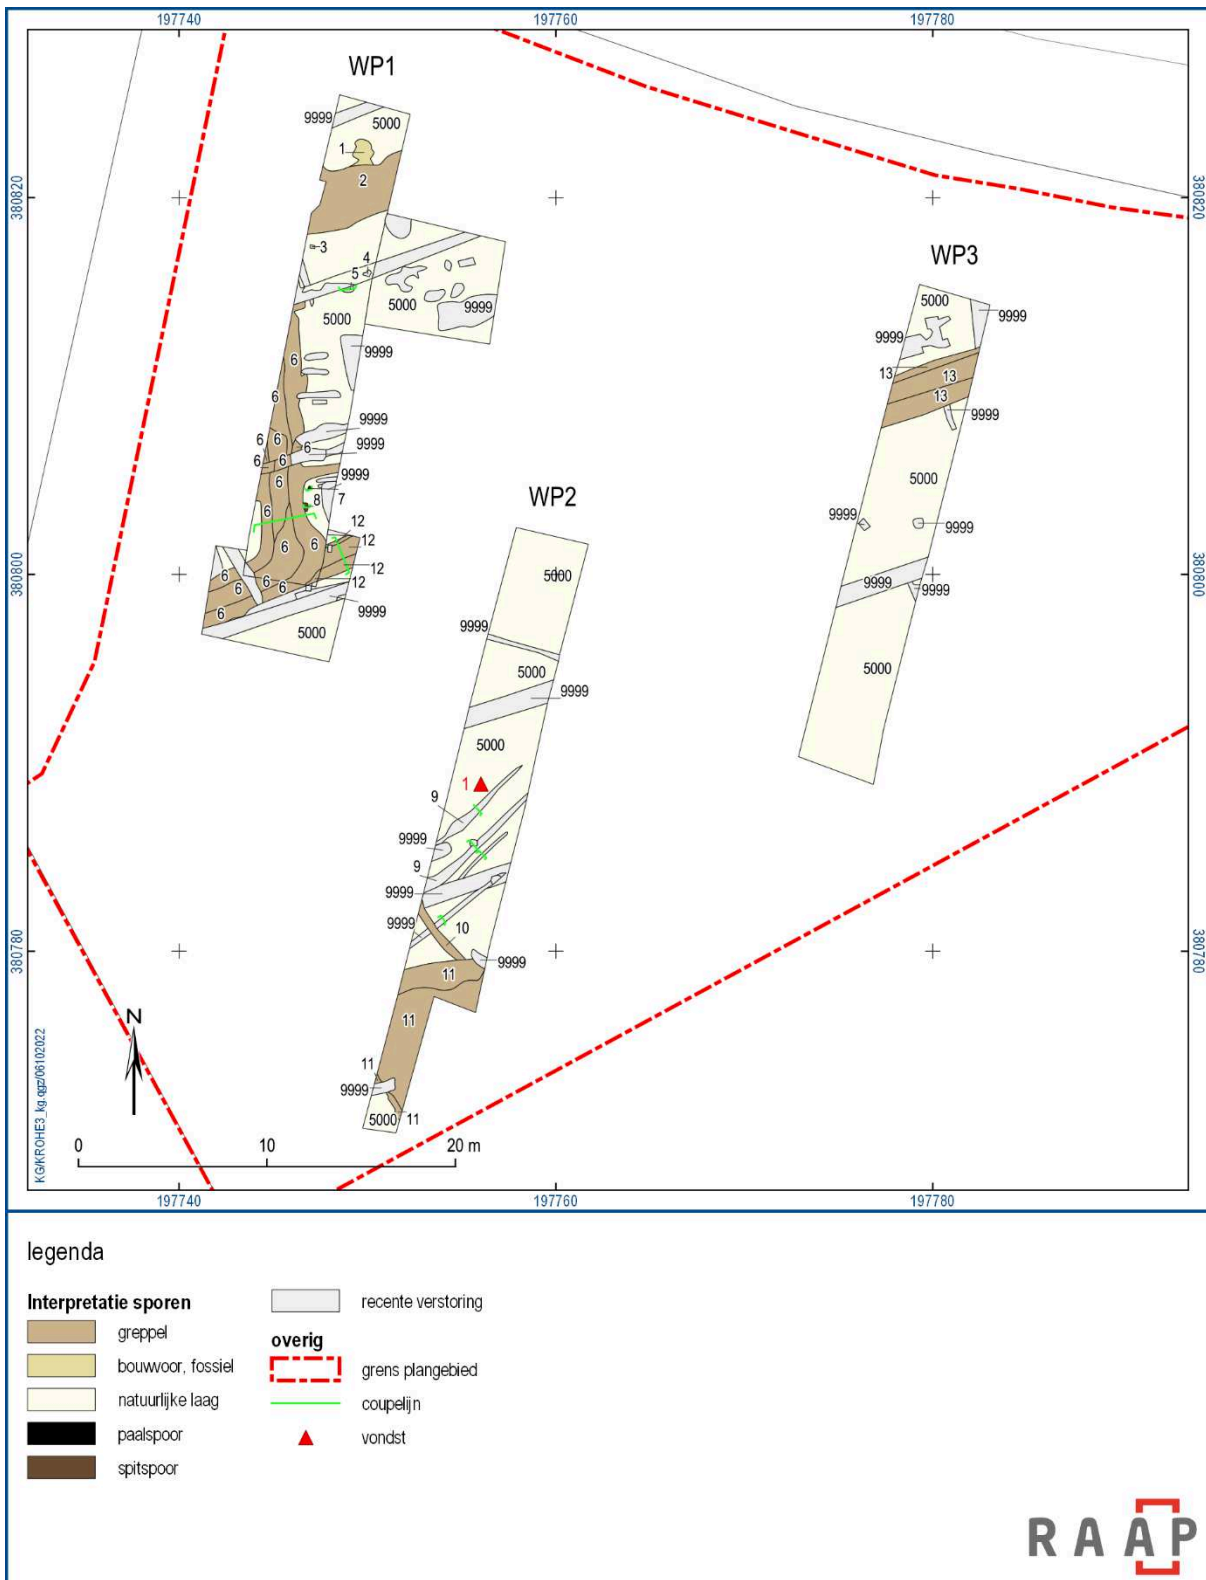 197740 197760 197780
WP1
9999 5000
1
2
380820 380820
3
4
5
WP3
5000
5000 9999
9999
5000
9999
9999
6
13
13
6
13
9999
9999
6 6 6
9999
6 6
6
9999
5000
8 7
WP2
6
12
9999
9999
6 6
12
380800 5000 380800
6
12
9999
6 6 6
12
9999
9999
6
5000
5000
5000
9999
5000
5000
1
9
9999
9
9999
9999
10
380780 380780
9999
11
11
N
11
9999
5000 11
KG/KROHE3_kg.qgz/06102022
0 10 20 m
197740 197760 197780
legenda
Interpretatie sporen
greppel
bouwvoor, fossiel
natuurlijke laag
paalspoor
spitspoor
recente verstoring
overig
grens plangebied
coupelijn
vondst
RAAP